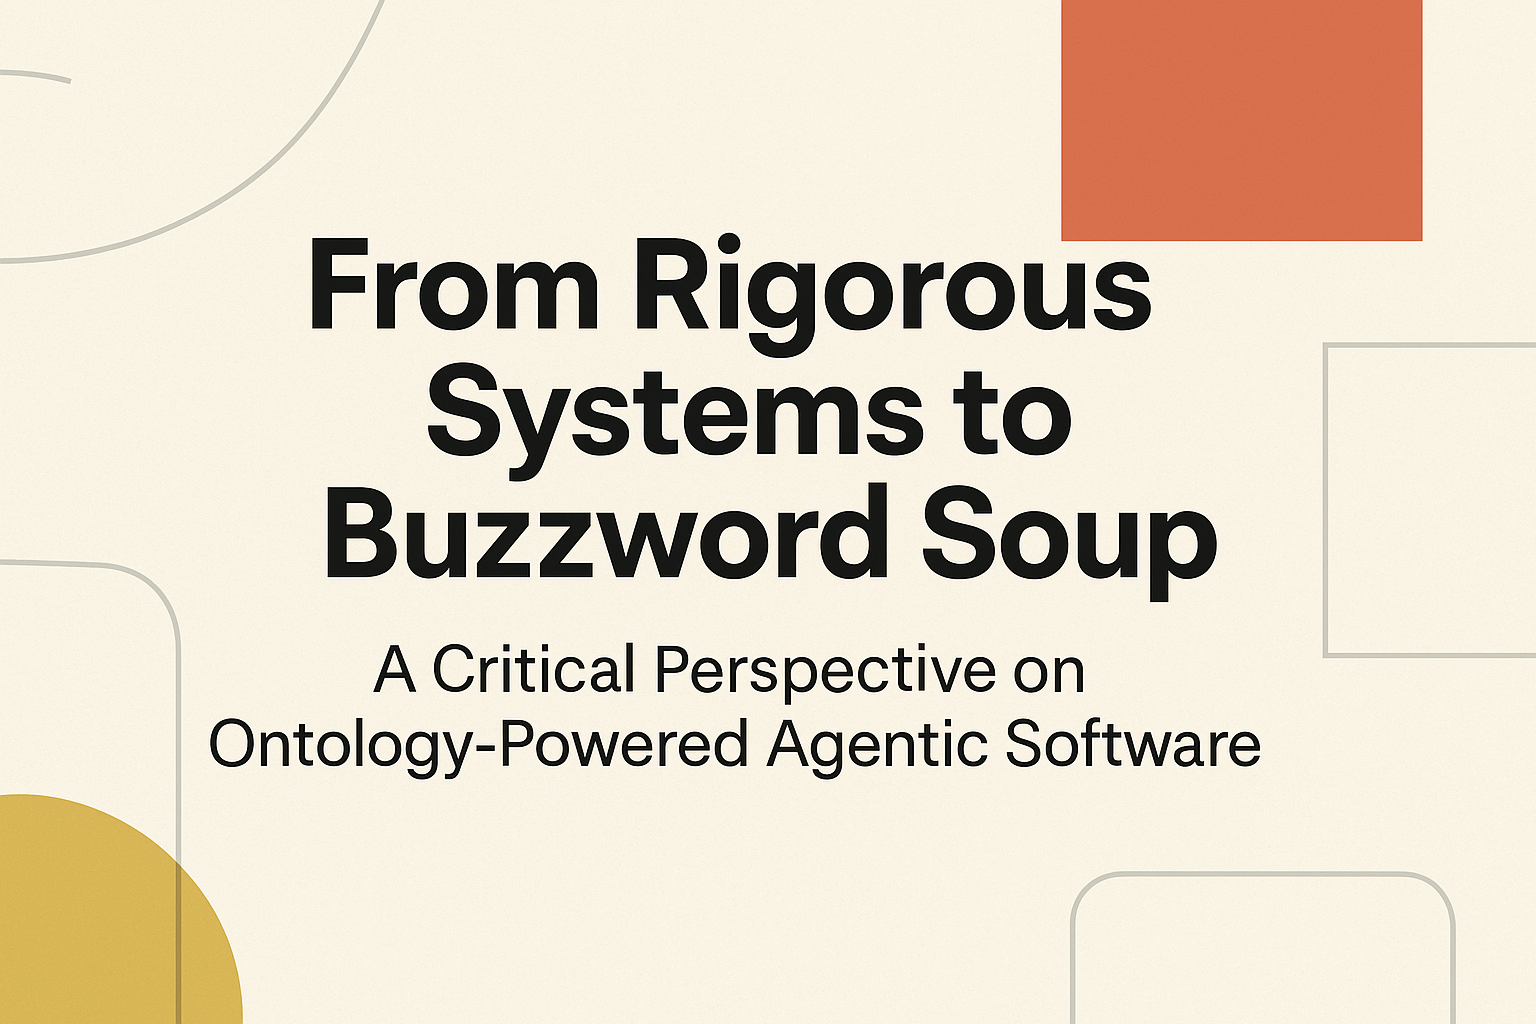 From Rigorous
Systems to
Buzzword Soup
A Critical Perspective on
Ontology-Powered Agentic Software